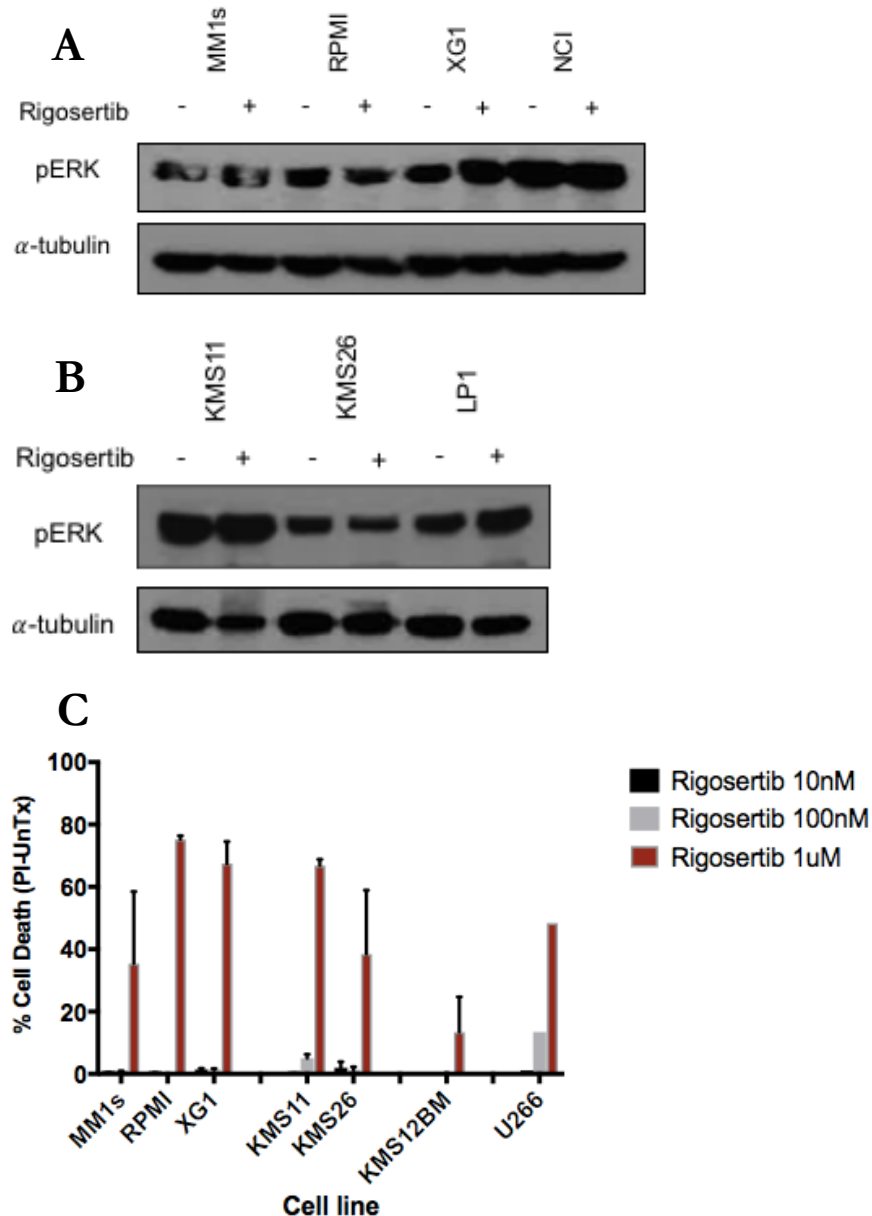 A
MM1s RPMI XG1 NCI
Rigosertib - + - + - + - +
pERK
α-tubulin
B
KMS11 KMS26 LP1
Rigosertib - + - + - +
pERK
α-tubulin
C
% Cell Death (PI-UnTx)
100
80
60
40
20
0
MM1s RPMI XG1 KMS11 KMS26 KMS12BM U266
Cell line
Rigosertib 10nM
Rigosertib 100nM
Rigosertib 1uM